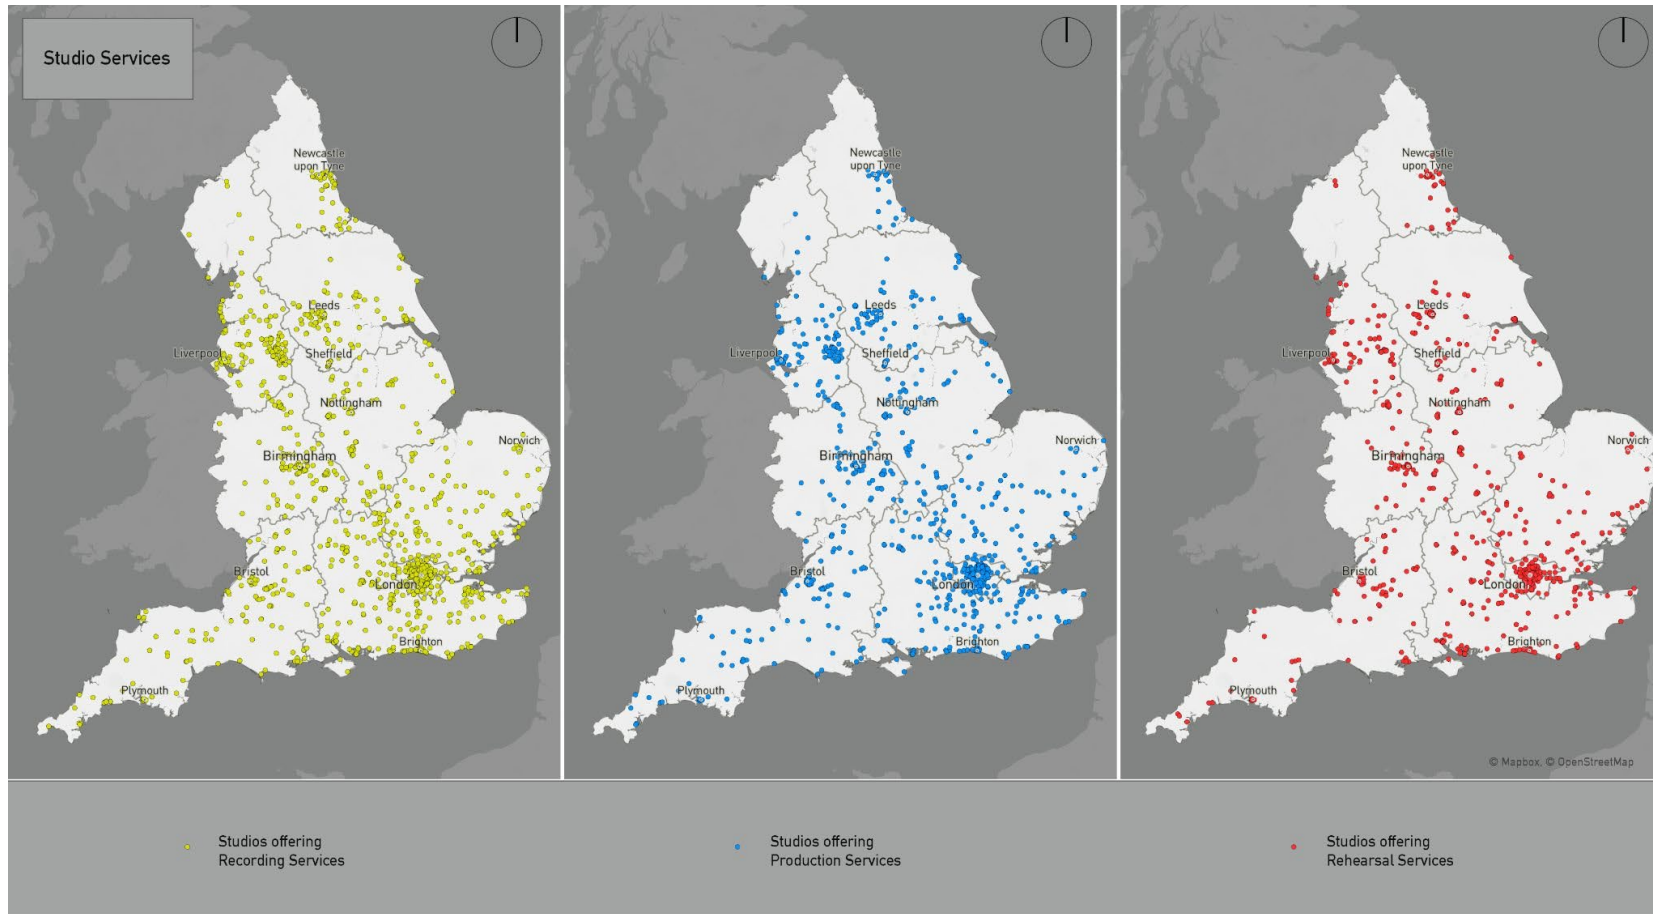 Studio Services
Newcastle
upon Tyne
Leeds
Liverpool
Sheffield
Nottingham
Norwich
Birmingham
Bristol
London
Brighton
Plymouth
Newcastle
upon Tyne
Leeds
Liverpool
Sheffield
Nottingham
Norwich
Birmingham
Bristol
London
Brighton
Plymouth
Newcastle
upon Tyne
Leeds
Liverpool
Sheffield
Nottingham
Norwich
Birmingham
Bristol
London
Brighton
Plymouth
© Mapbox, © OpenStreetMap
Studios offering
Recording Services
Studios offering
Production Services
Studios offering
Rehearsal Services